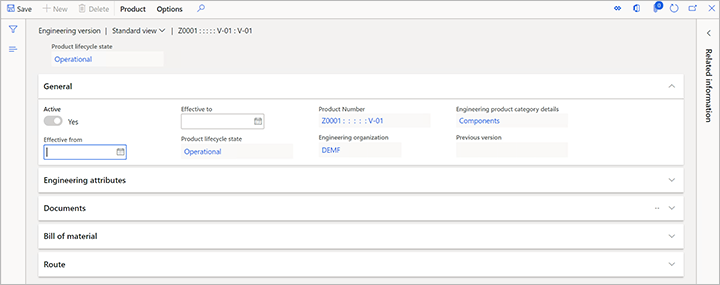 Save New Delete Product Options 0
Engineering version | Standard view | Z0001 : : : : : V-01 : V-01
Product lifecycle state
Operational
General
Active Effective to Product Number Engineering product category details
Yes Z0001 : : : : : V-01 Components
Effective from Product lifecycle state Engineering organization Previous version
Operational DEMF
Engineering attributes
Documents
Bill of material
Route
Related information